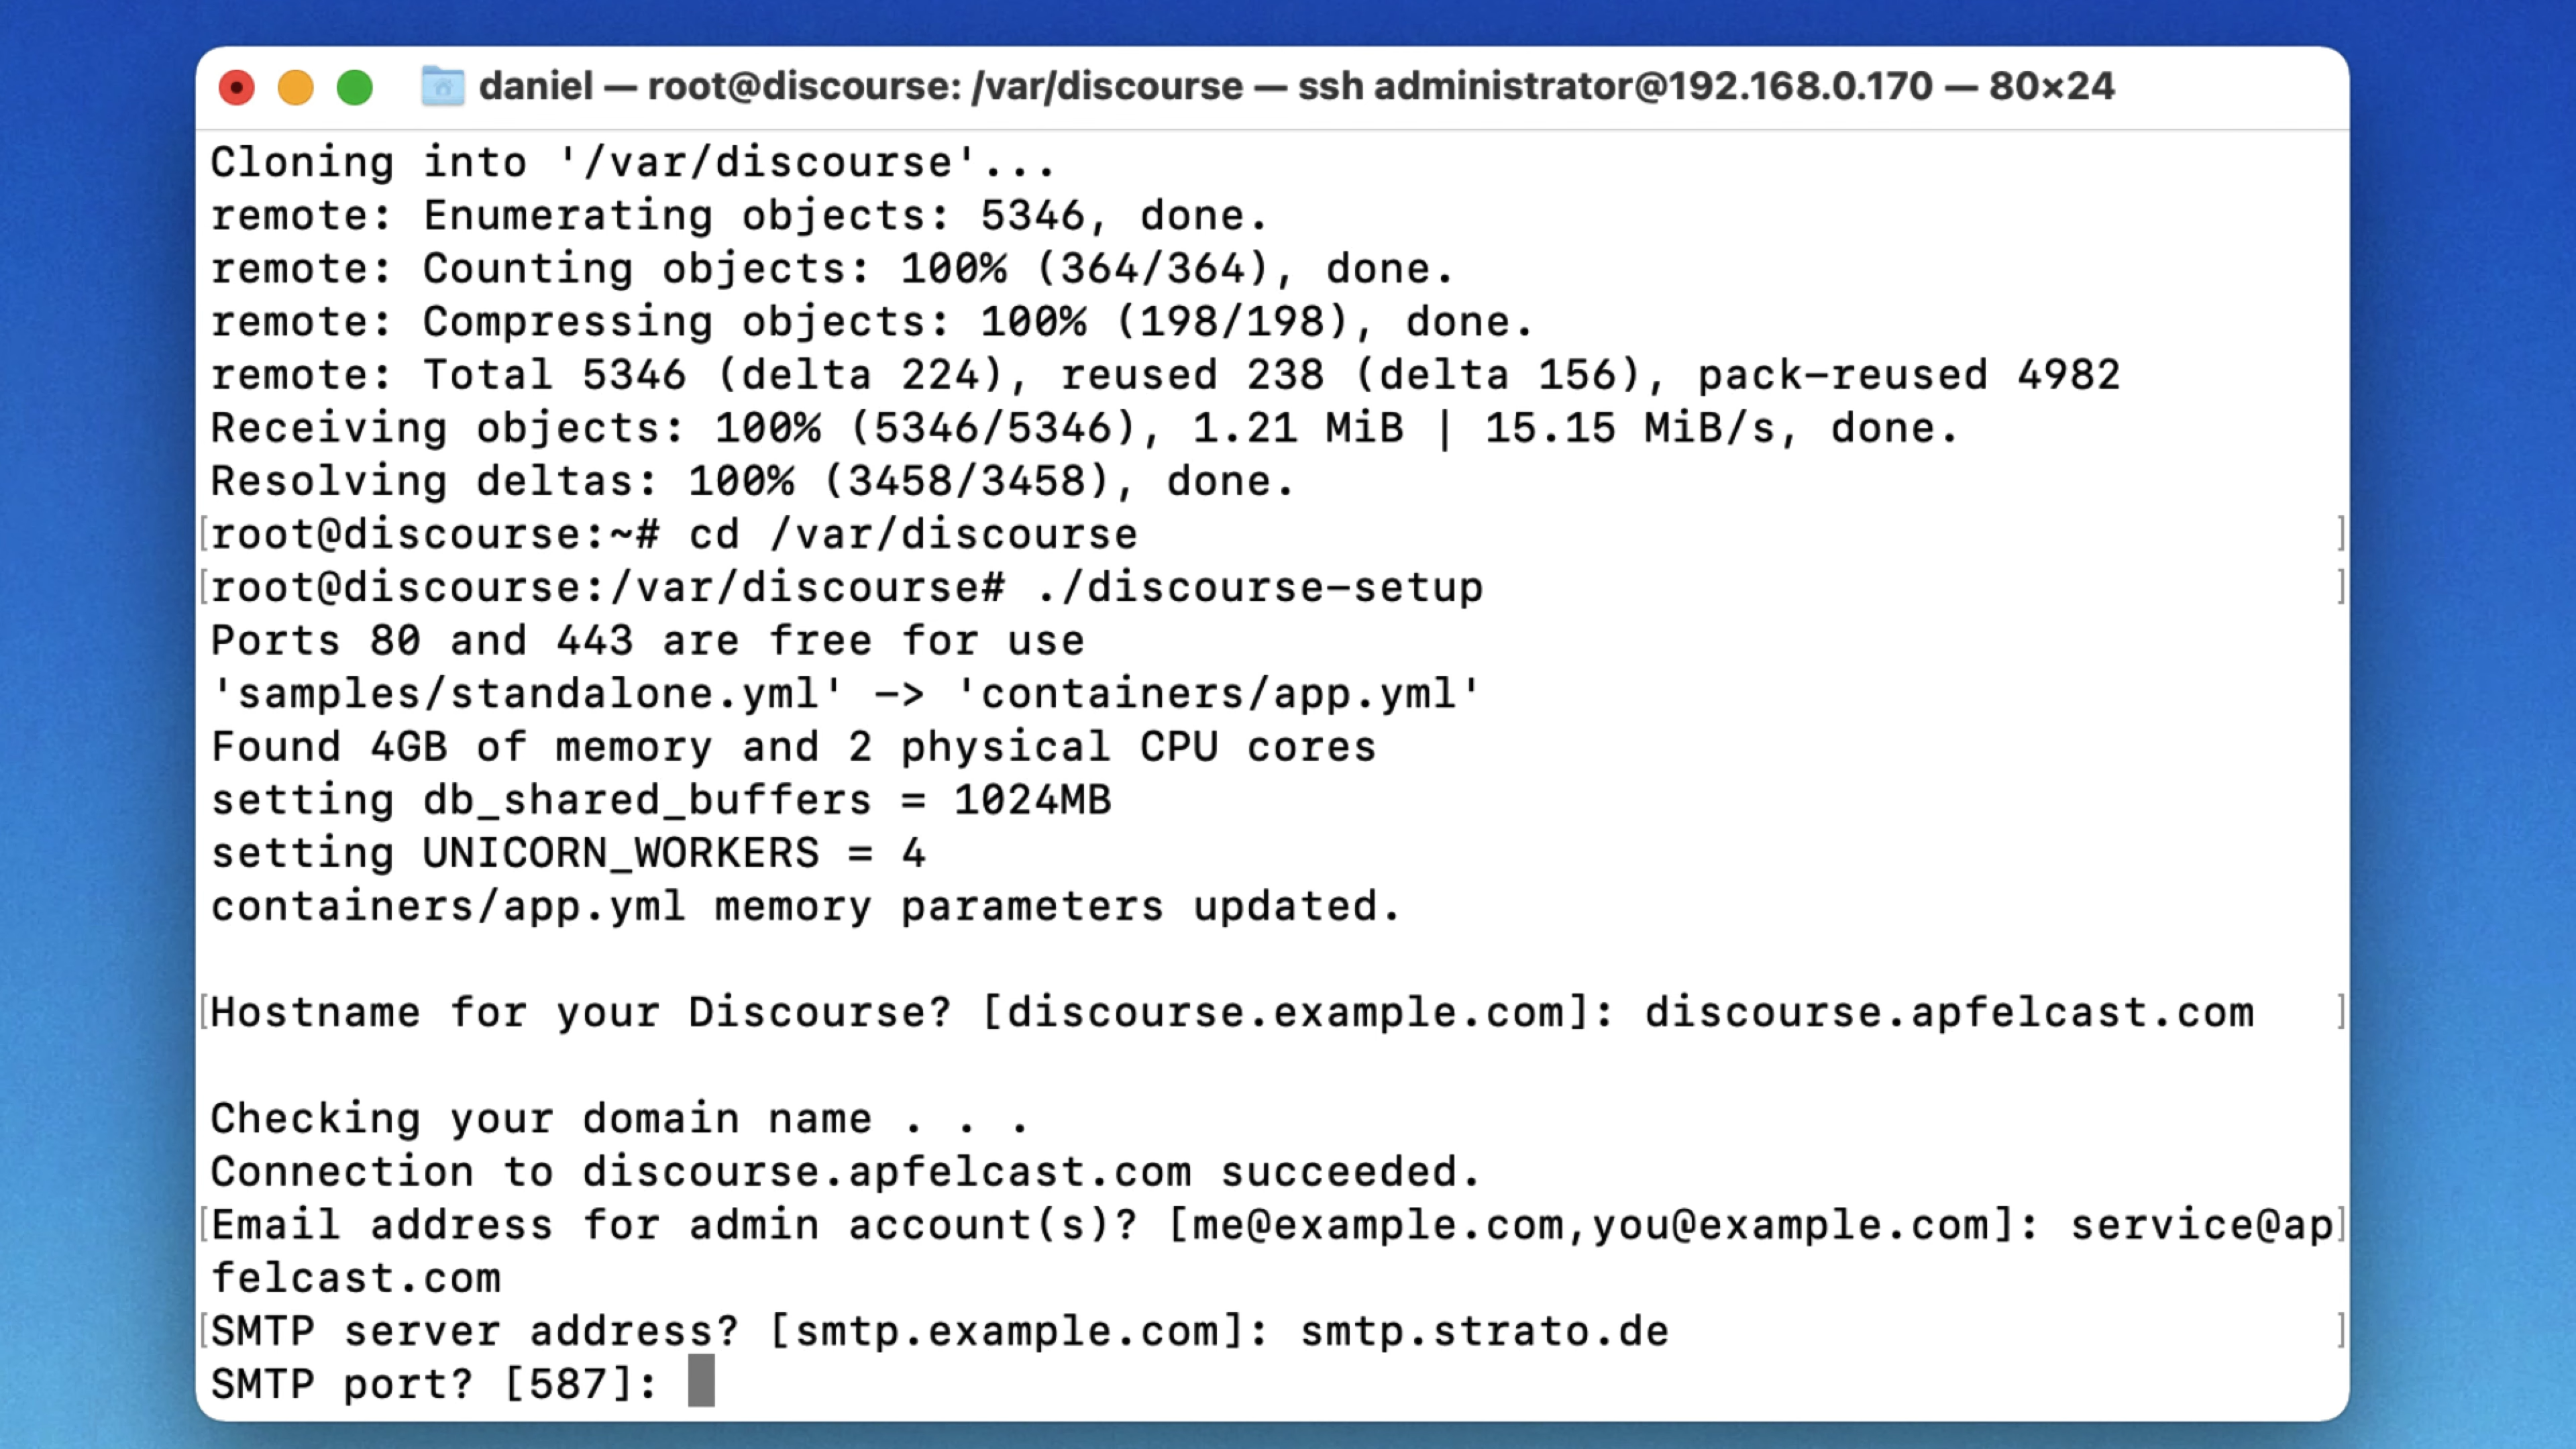 daniel — root@discourse: /var/discourse — ssh administrator@192.168.0.170 — 80×24
Cloning into '/var/discourse'...
remote: Enumerating objects: 5346, done.
remote: Counting objects: 100% (364/364), done.
remote: Compressing objects: 100% (198/198), done.
remote: Total 5346 (delta 224), reused 238 (delta 156), pack-reused 4982
Receiving objects: 100% (5346/5346), 1.21 MiB | 15.15 MiB/s, done.
Resolving deltas: 100% (3458/3458), done.
[root@discourse:~# cd /var/discourse ]
[root@discourse:/var/discourse# ./discourse-setup ]
Ports 80 and 443 are free for use
'samples/standalone.yml' -> 'containers/app.yml'
Found 4GB of memory and 2 physical CPU cores
setting db_shared_buffers = 1024MB
setting UNICORN_WORKERS = 4
containers/app.yml memory parameters updated.
[Hostname for your Discourse? [discourse.example.com]: discourse.apfelcast.com ]
Checking your domain name . . .
Connection to discourse.apfelcast.com succeeded.
[Email address for admin account(s)? [me@example.com,you@example.com]: service@ap]
felcast.com
[SMTP server address? [smtp.example.com]: smtp.strato.de ]
SMTP port? [587]: